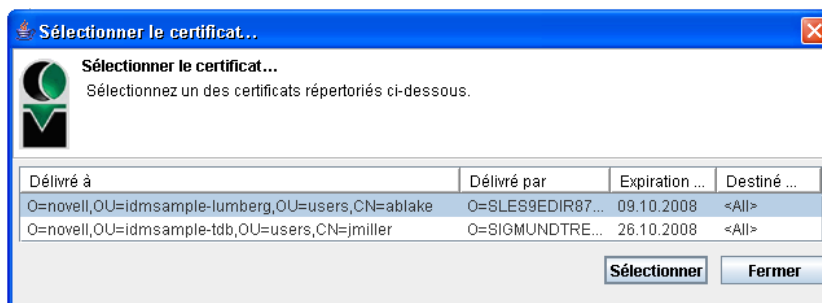 Sélectionner le certificat...
Sélectionner le certificat...
Sélectionnez un des certificats répertoriés ci-dessous.
Délivré à Délivré par Expiration ... Destiné ...
O=novell,OU=idmsample-lumberg,OU=users,CN=ablake O=SLES9EDIR87... 09.10.2008 <All>
O=novell,OU=idmsample-tdb,OU=users,CN=jmiller O=SIGMUNDTRE... 26.10.2008 <All>
Sélectionner Fermer